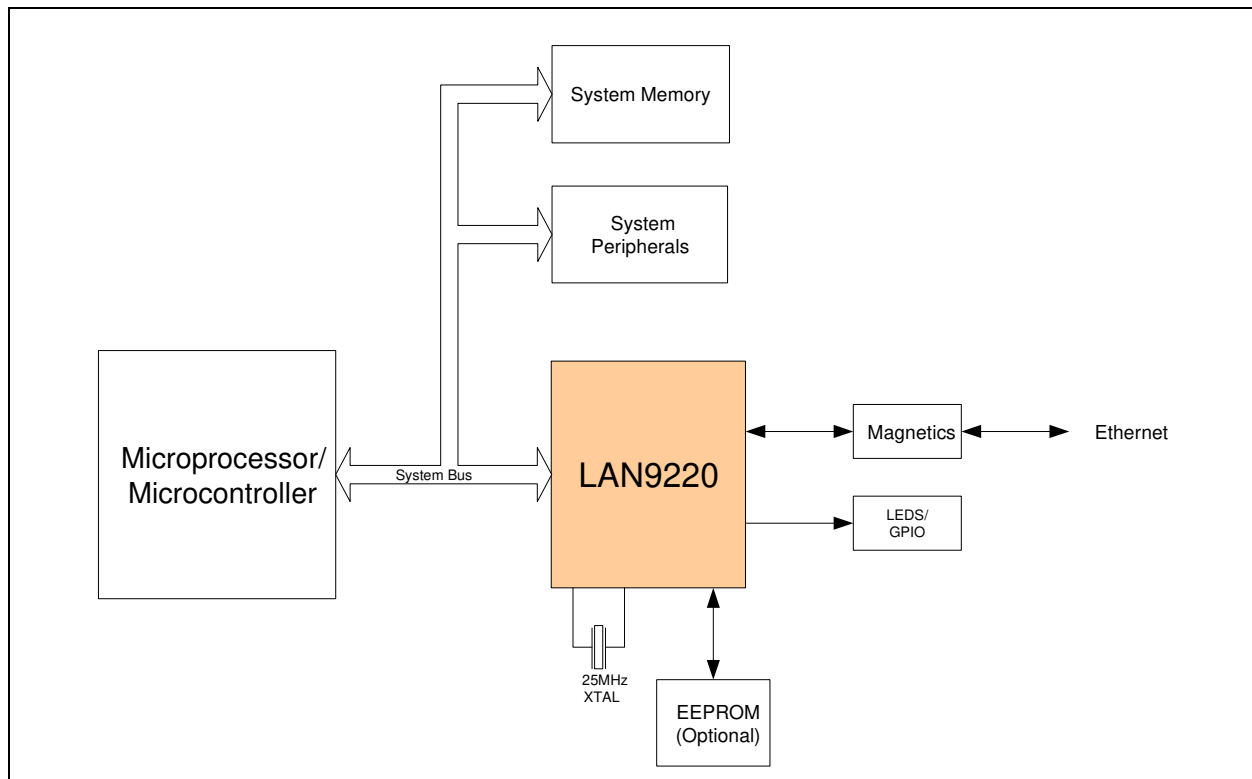 System Memory
System
Peripherals
Microprocessor/
Microcontroller
System Bus
LAN9220
Magnetics
Ethernet
LEDS/
GPIO
25MHz
XTAL
EEPROM
(Optional)